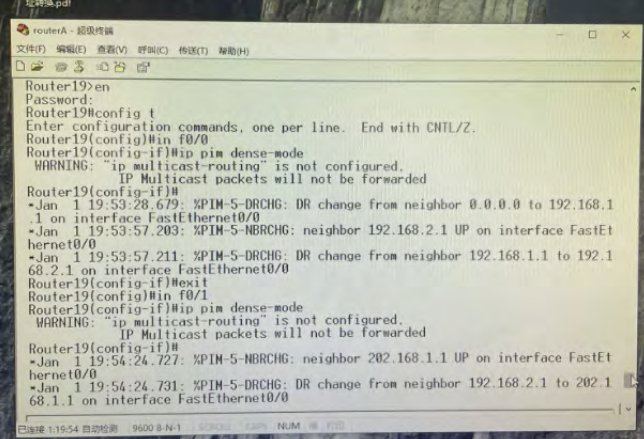 址转换.pdf
routerA - 超级终端
文件(F) 编辑(E) 查看(V) 呼叫(C) 传送(T) 帮助(H)
Router19>en
Password:
Router19#config t
Enter configuration commands, one per line.  End with CNTL/Z.
Router19(config)#in f0/0
Router19(config-if)#ip pim dense-mode
WARNING: "ip multicast-routing" is not configured.
IP Multicast packets will not be forwarded
Router19(config-if)#
*Jan  1 19:53:28.679: %PIM-5-DRCHG: DR change from neighbor 0.0.0.0 to 192.168.1
.1 on interface FastEthernet0/0
*Jan  1 19:53:57.203: %PIM-5-NBRCHG: neighbor 192.168.2.1 UP on interface FastEt
hernet0/0
*Jan  1 19:53:57.211: %PIM-5-DRCHG: DR change from neighbor 192.168.1.1 to 192.1
68.2.1 on interface FastEthernet0/0
Router19(config-if)#exit
Router19(config)#in f0/1
Router19(config-if)#ip pim dense-mode
WARNING: "ip multicast-routing" is not configured.
IP Multicast packets will not be forwarded
Router19(config-if)#
*Jan  1 19:54:24.727: %PIM-5-NBRCHG: neighbor 202.168.1.1 UP on interface FastEt
hernet0/0
*Jan  1 19:54:24.731: %PIM-5-DRCHG: DR change from neighbor 192.168.2.1 to 202.1
68.1.1 on interface FastEthernet0/0
已连接 1:19:54 自动检测 9600 8-N-1 SCROLL CAPS NUM